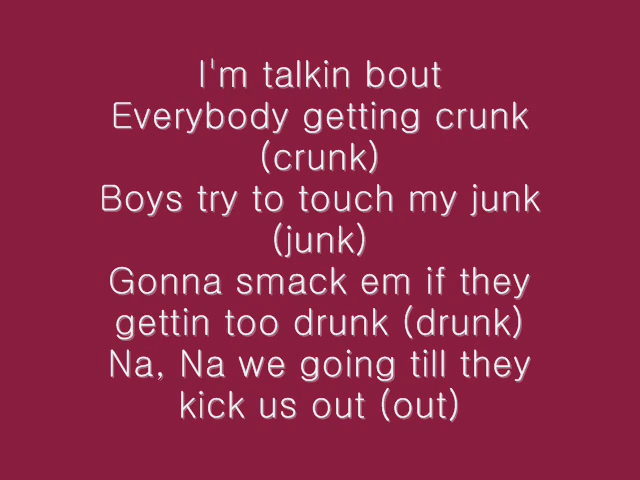 I'm talkin bout
Everybody getting crunk
(crunk)
Boys try to touch my junk
(junk)
Gonna smack em if they
gettin too drunk (drunk)
Na, Na we going till they
kick us out (out)